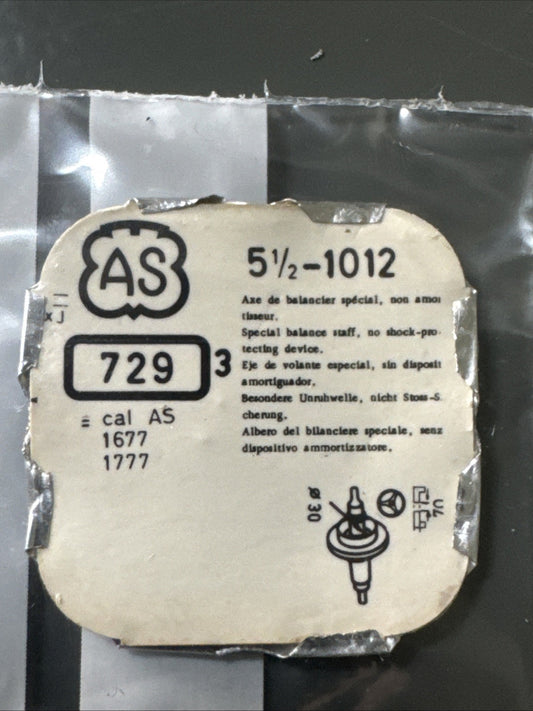 AS
5½-1012
Axe de balancier spécial, non amor
tisseur.
Special balance staff, no shock-pro-
tecting device.
Eje de volante especial, sin disposit
amortiguador.
Besondere Unruhwelle, nicht Stoss-S
cherung.
Albero del bilanciere speciale, senz
dispositivo ammortizzatore.
729
3
= cal AS
1677
1777
ø 30
70